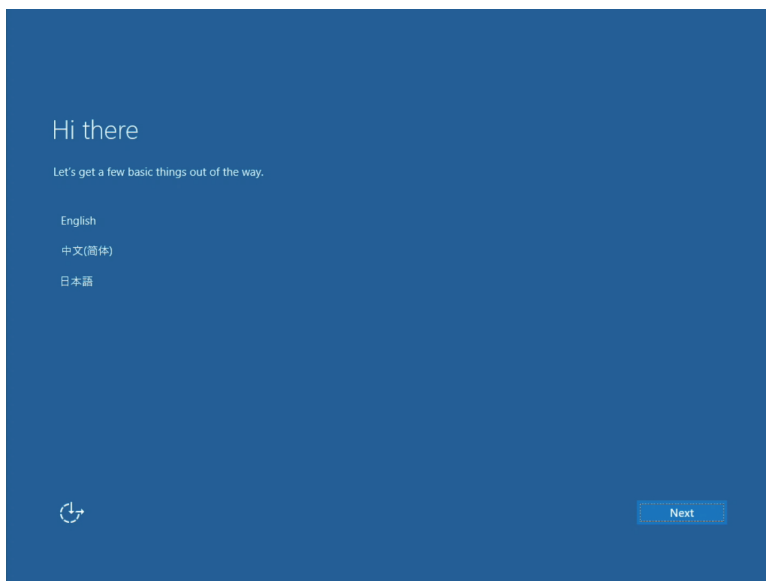 Hi there
Let's get a few basic things out of the way.
English
中文(简体)
日本語
Next